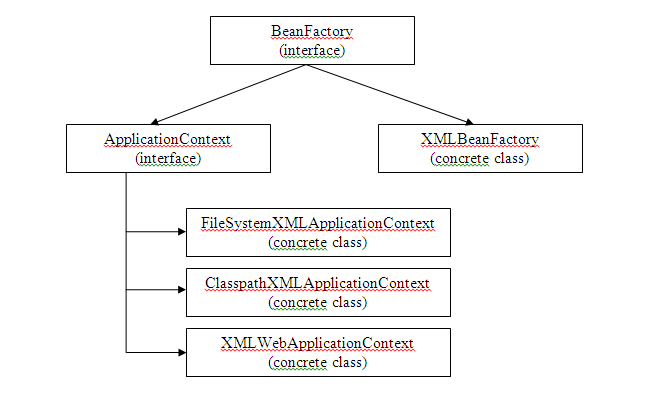 BeanFactory
(interface)
ApplicationContext
(interface)
XMLBeanFactory
(concrete class)
FileSystemXMLApplicationContext
(concrete class)
ClasspathXMLApplicationContext
(concrete class)
XMLWebApplicationContext
(concrete class)